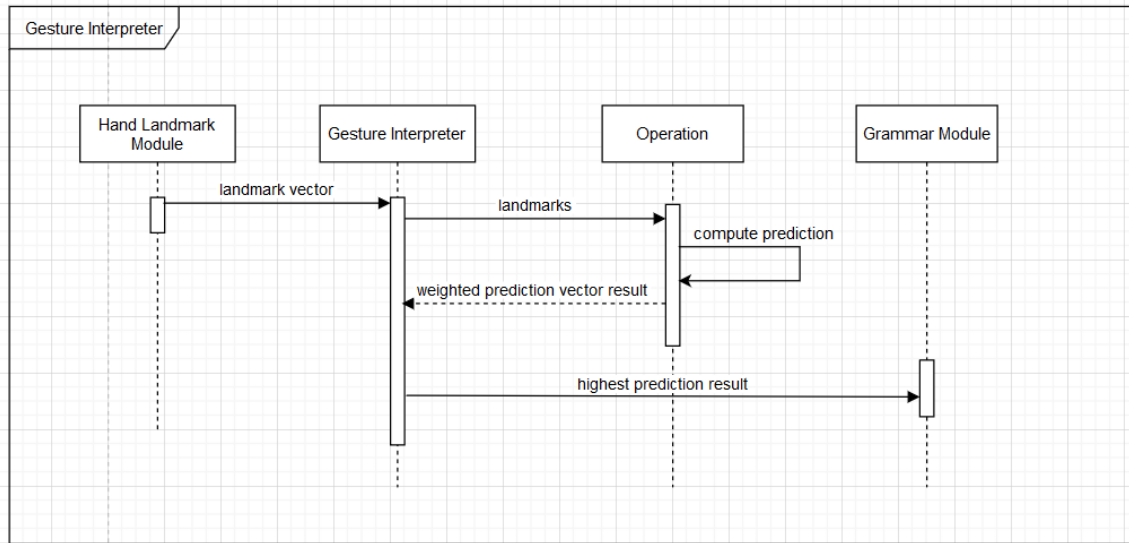 Gesture Interpreter
Hand Landmark
Module
Gesture Interpreter
Operation
Grammar Module
landmark vector
landmarks
compute prediction
weighted prediction vector result
highest prediction result